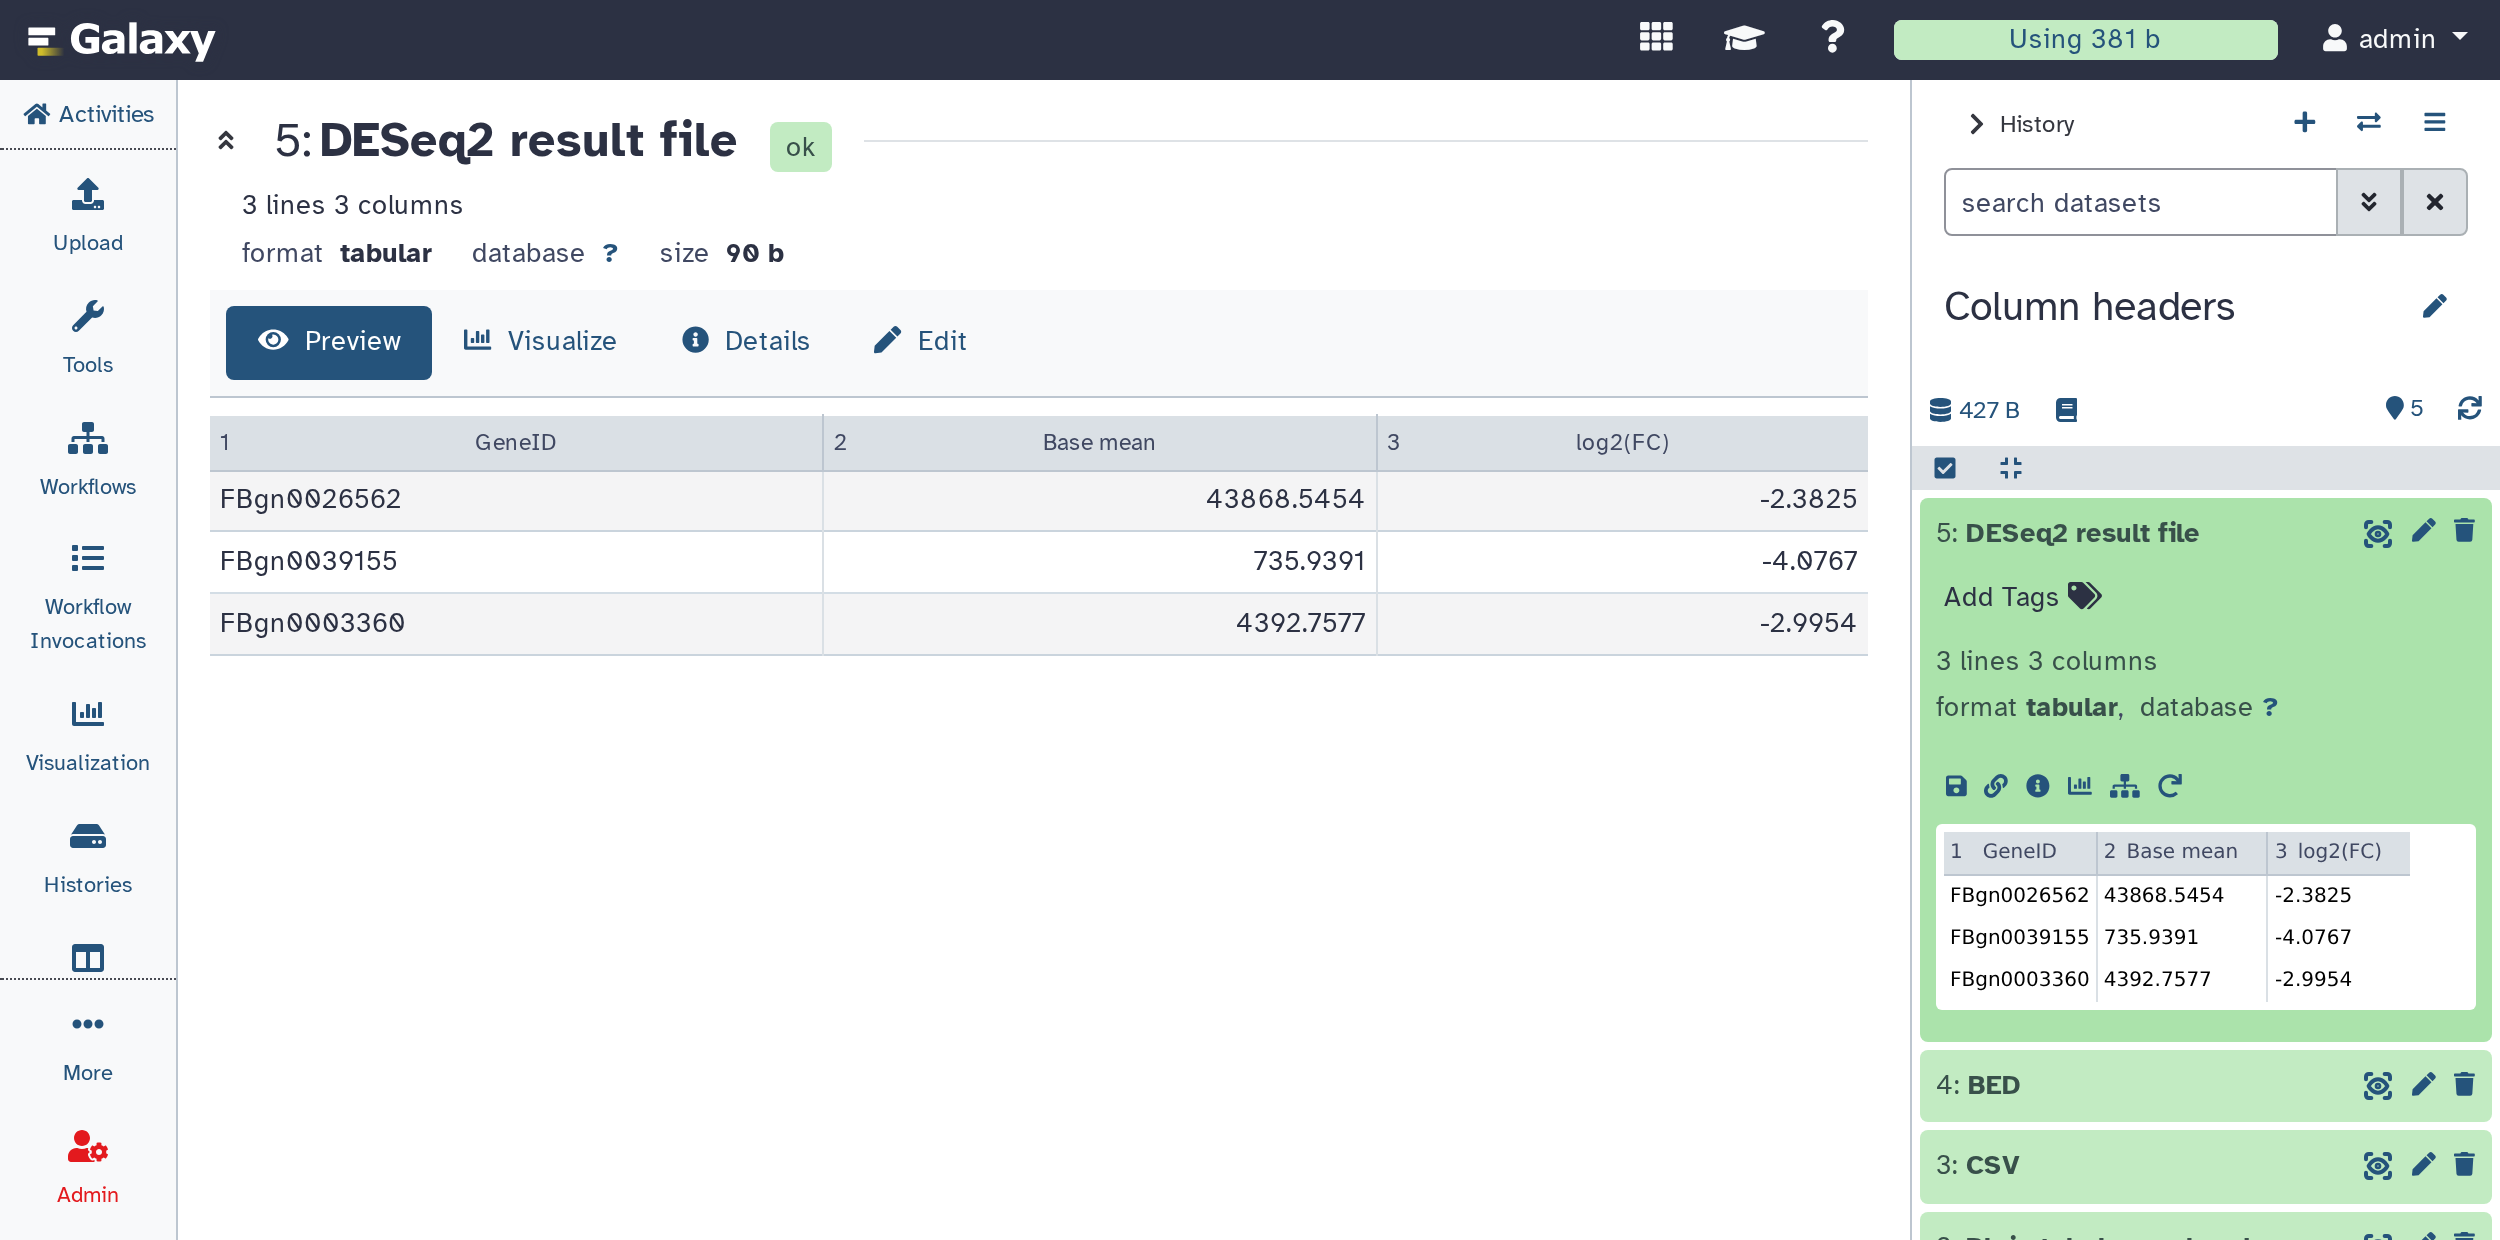 Galaxy
Using 381 b
admin
Activities
Upload
Tools
Workflows
Workflow
Invocations
Visualization
Histories
More
Admin
5: DESeq2 result file ok
3 lines 3 columns
format tabular database ? size 90 b
Preview Visualize Details Edit
1 GeneID 2 Base mean 3 log2(FC)
FBgn0026562 43868.5454 -2.3825
FBgn0039155 735.9391 -4.0767
FBgn0003360 4392.7577 -2.9954
History
search datasets
Column headers
427 B 5
5: DESeq2 result file
Add Tags
3 lines 3 columns
format tabular, database ?
1 GeneID 2 Base mean 3 log2(FC)
FBgn0026562 43868.5454 -2.3825
FBgn0039155 735.9391 -4.0767
FBgn0003360 4392.7577 -2.9954
4: BED
3: CSV